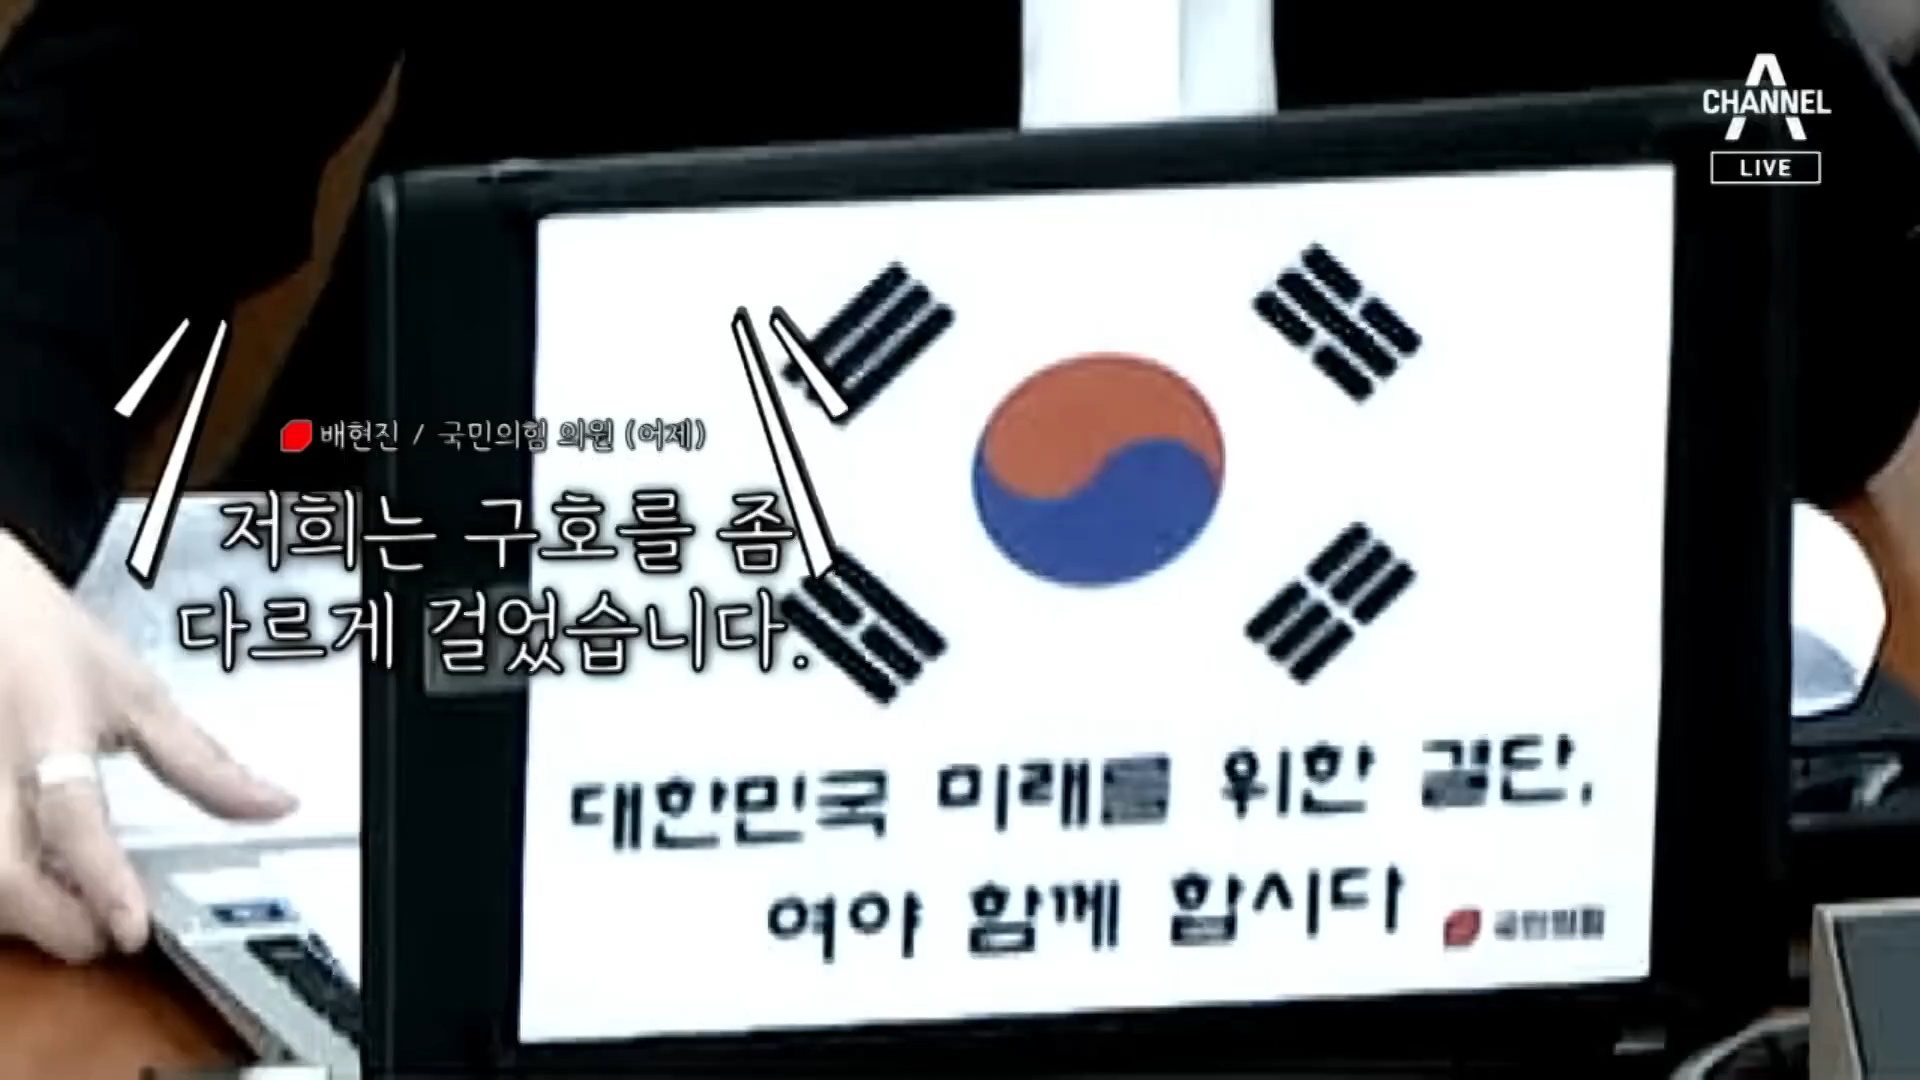 CHANNEL A
LIVE
배현진 / 국민의힘 의원 (어제)
저희는 구호를 좀
다르게 걸었습니다.
대한민국 미래를 위한 결단,
여야 함께 합시다
국민의힘